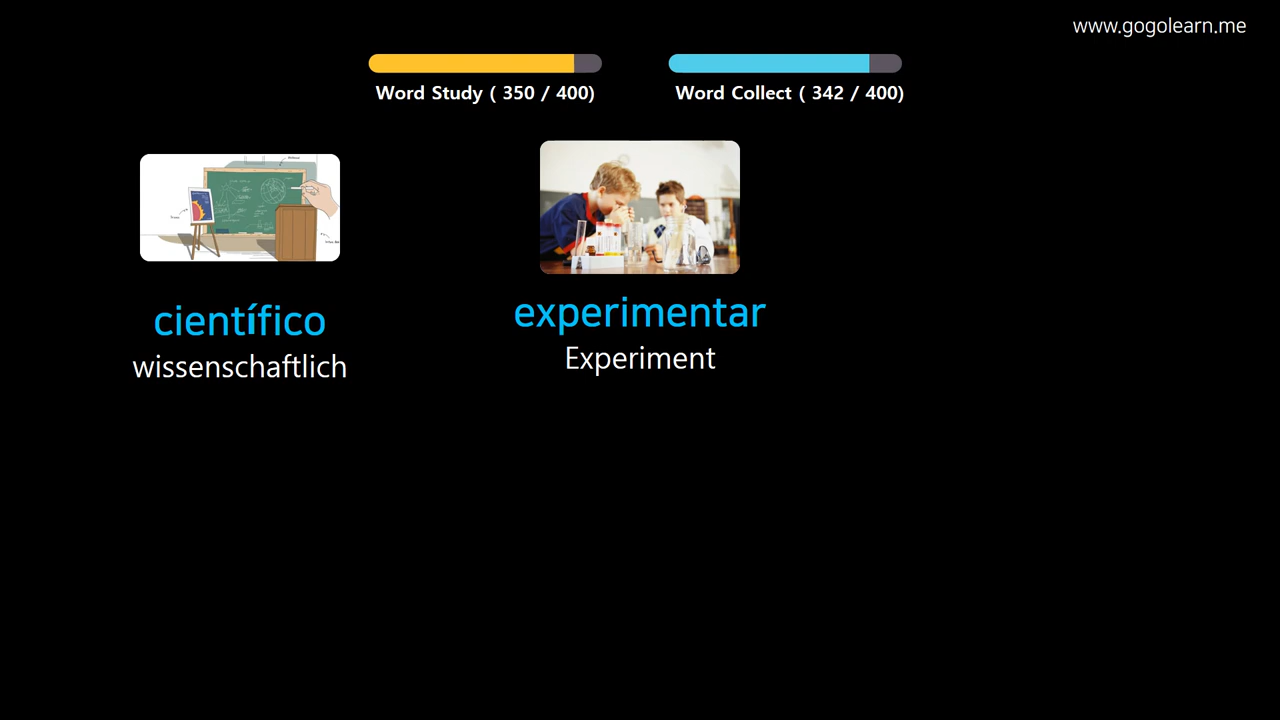 www.gogolearn.me
Word Study ( 350 / 400)
Word Collect ( 342 / 400)
científico
wissenschaftlich
experimentar
Experiment